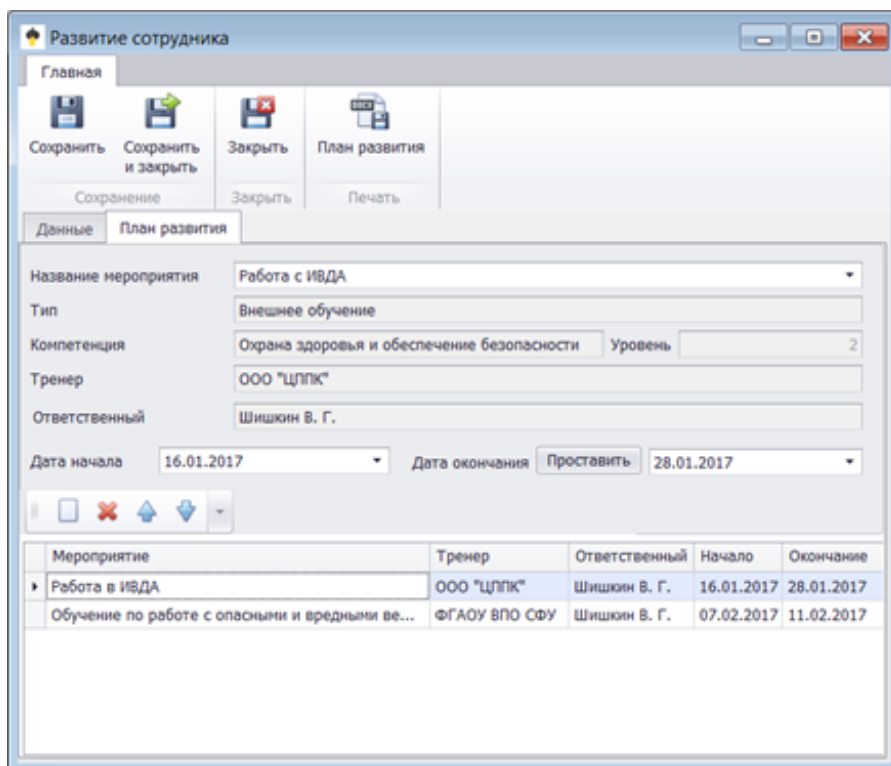 Развитие сотрудника
Главная
Сохранить
Сохранить и закрыть
Закрыть
DOCX
План развития
Сохранение
Закрыть
Печать
Данные
План развития
Название мероприятия Работа с ИВДА
Тип Внешнее обучение
Компетенция Охрана здоровья и обеспечение безопасности Уровень 2
Тренер ООО "ЦППК"
Ответственный Шишкин В. Г.
Дата начала 16.01.2017 Дата окончания Проставить 28.01.2017
Мероприятие Тренер Ответственный Начало Окончание
Работа в ИВДА ООО "ЦППК" Шишкин В. Г. 16.01.2017 28.01.2017
Обучение по работе с опасными и вредными ве... ФГАОУ ВПО СФУ Шишкин В. Г. 07.02.2017 11.02.2017